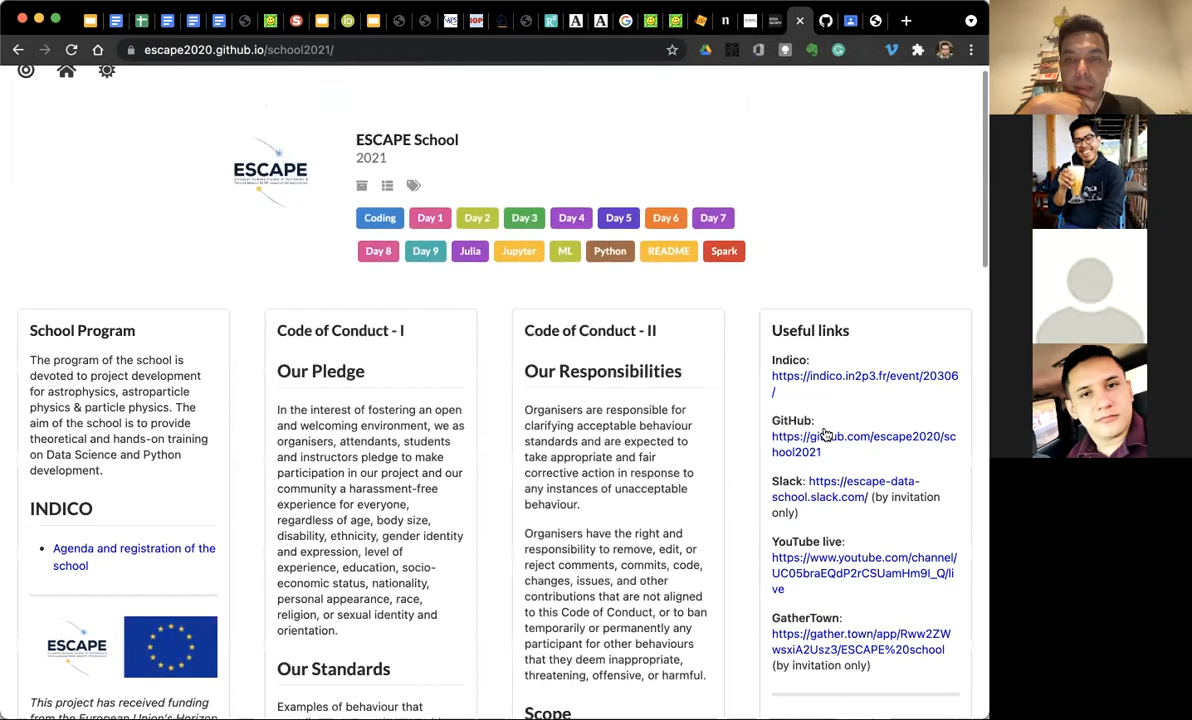 escape2020.github.io/school2021/
ESCAPE School
2021
ESCAPE
Coding
Day 1
Day 2
Day 3
Day 4
Day 5
Day 6
Day 7
Day 8
Day 9
Julia
Jupyter
ML
Python
README
Spark
School Program
The program of the school is
devoted to project development
for astrophysics, astroparticle
physics & particle physics. The
aim of the school is to provide
theoretical and hands-on training
on Data Science and Python
development.
INDICO
Agenda and registration of the
school
ESCAPE
This project has received funding
from the European Union's Horizon
Code of Conduct - I
Our Pledge
In the interest of fostering an open
and welcoming environment, we as
organisers, attendants, students
and instructors pledge to make
participation in our project and our
community a harassment-free
experience for everyone,
regardless of age, body size,
disability, ethnicity, gender identity
and expression, level of
experience, education, socio-
economic status, nationality,
personal appearance, race,
religion, or sexual identity and
orientation.
Our Standards
Examples of behaviour that
Code of Conduct - II
Our Responsibilities
Organisers are responsible for
clarifying acceptable behaviour
standards and are expected to
take appropriate and fair
corrective action in response to
any instances of unacceptable
behaviour.
Organisers have the right and
responsibility to remove, edit, or
reject comments, commits, code,
changes, issues, and other
contributions that are not aligned
to this Code of Conduct, or to ban
temporarily or permanently any
participant for other behaviours
that they deem inappropriate,
threatening, offensive, or harmful.
Scope
Useful links
Indico:
https://indico.in2p3.fr/event/20306
/
GitHub:
https://github.com/escape2020/sc
hool2021
Slack: https://escape-data-
school.slack.com/ (by invitation
only)
YouTube live:
https://www.youtube.com/channel/
UC05braEQdP2rCSUamHm9l_Q/li
ve
GatherTown:
https://gather.town/app/Rww2ZW
wsxiA2Usz3/ESCAPE%20school
(by invitation only)